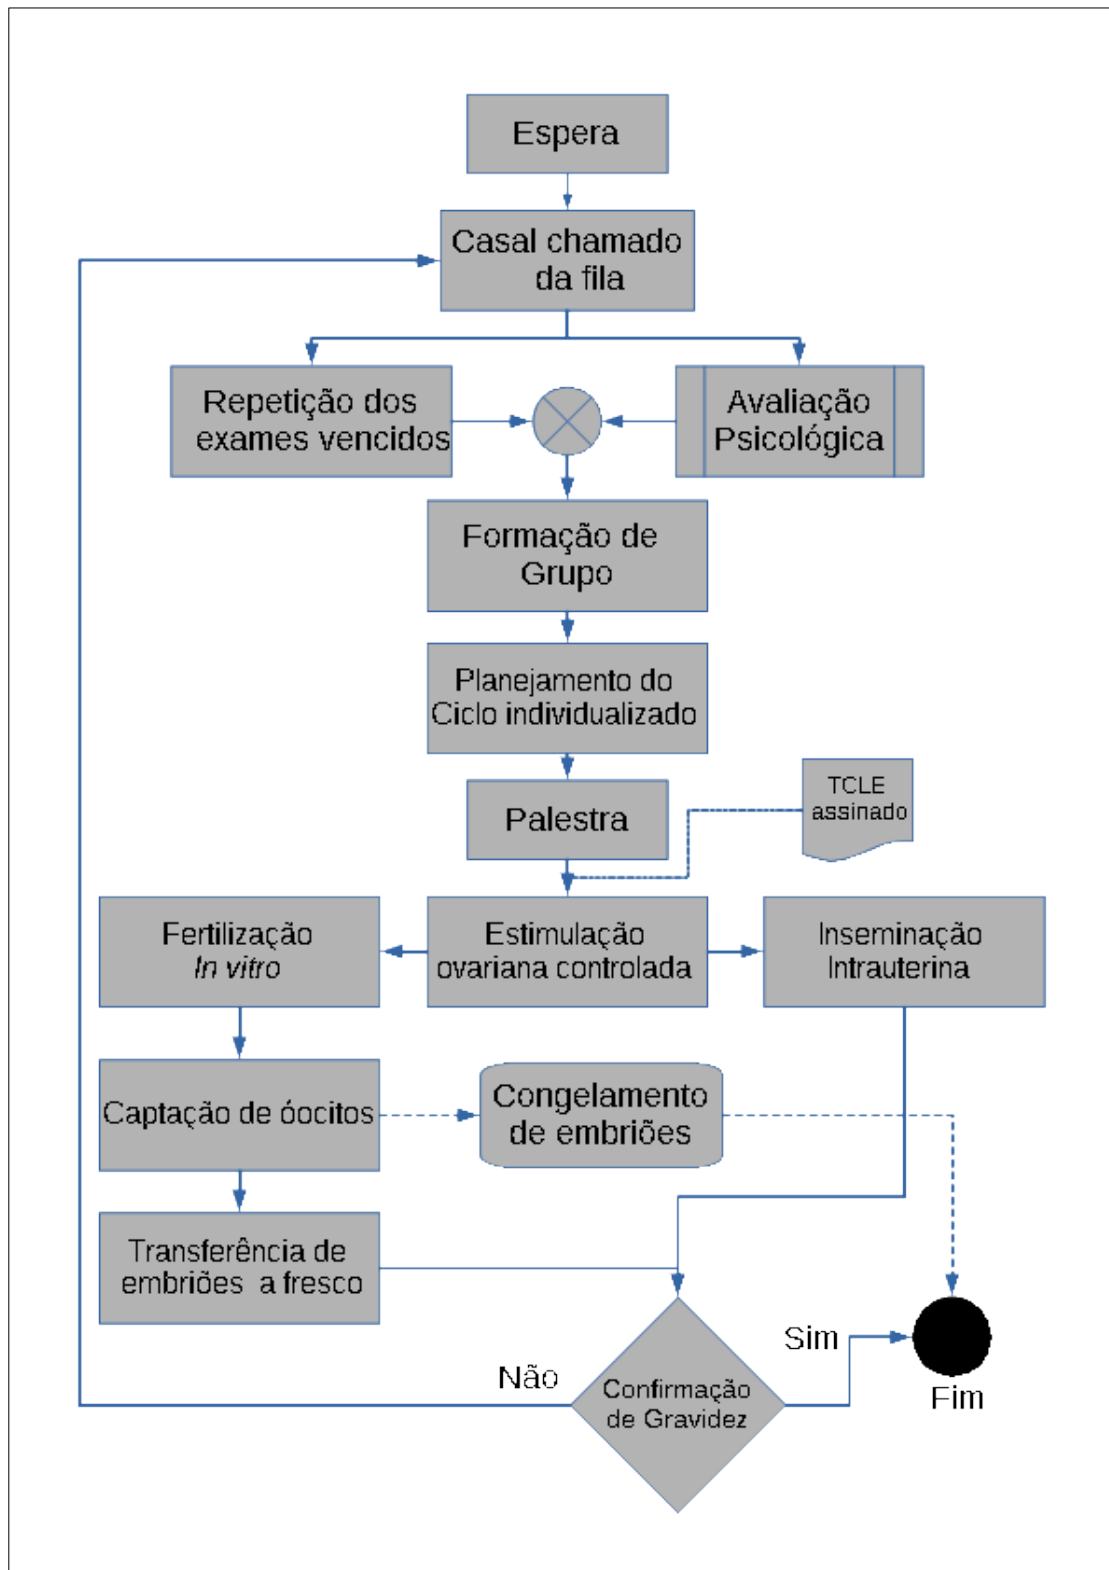 Espera
Casal chamado
da fila
Repetição dos
exames vencidos
Avaliação
Psicológica
Formação de
Grupo
Planejamento do
Ciclo individualizado
Palestra
TCLE
assinado
Fertilização
In vitro
Estimulação
ovariana controlada
Inseminação
Intrauterina
Captação de óocitos
Congelamento
de embriões
Transferência de
embriões a fresco
Confirmação
de Gravidez
Não
Sim
Fim